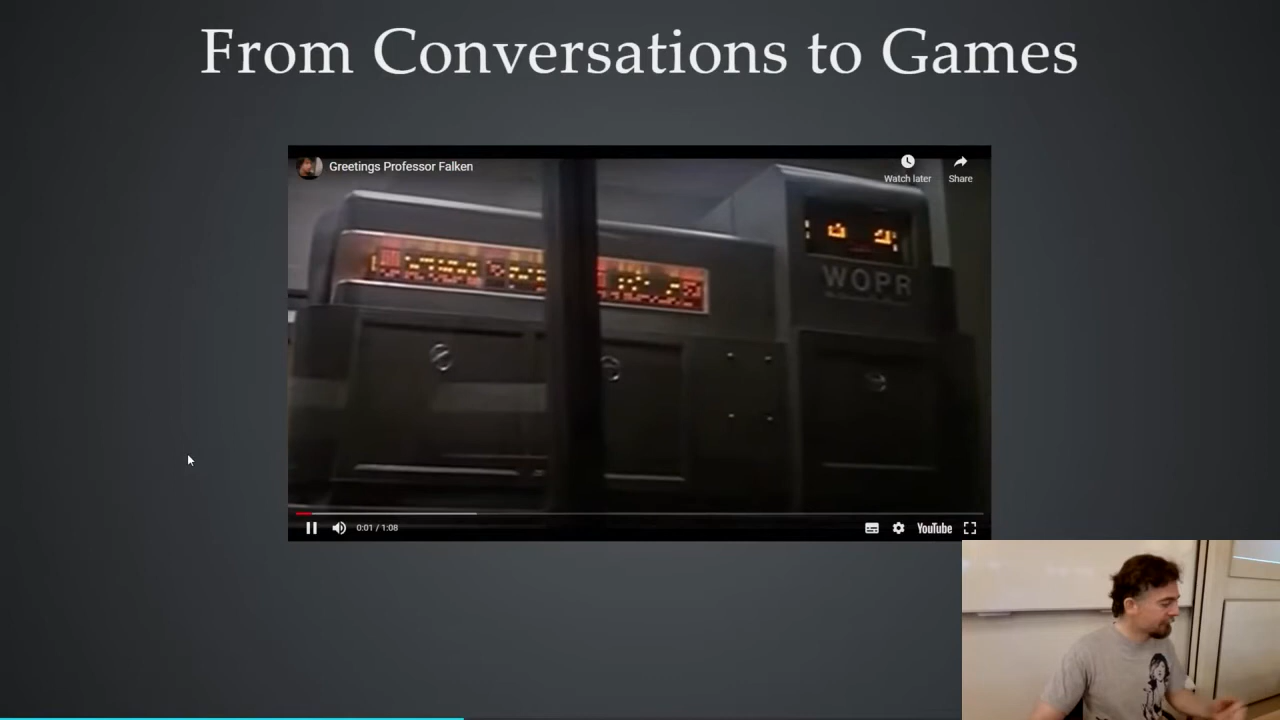 From Conversations to Games
Greetings Professor Falken
Watch later
Share
WOPR
0:01 / 1:08
YouTube